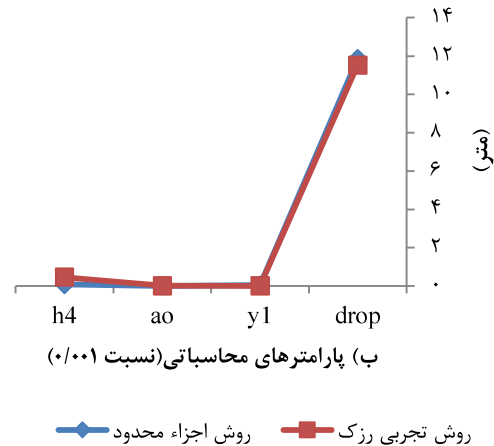 ۱۴
۱۲
۱۰
۸
۶
۴
۲
۰
(متر)
h4 ao y1 drop
ب) پارامترهای محاسباتی(نسبت ۰/۰۰۱)
روش تجربی رزک روش اجزاء محدود